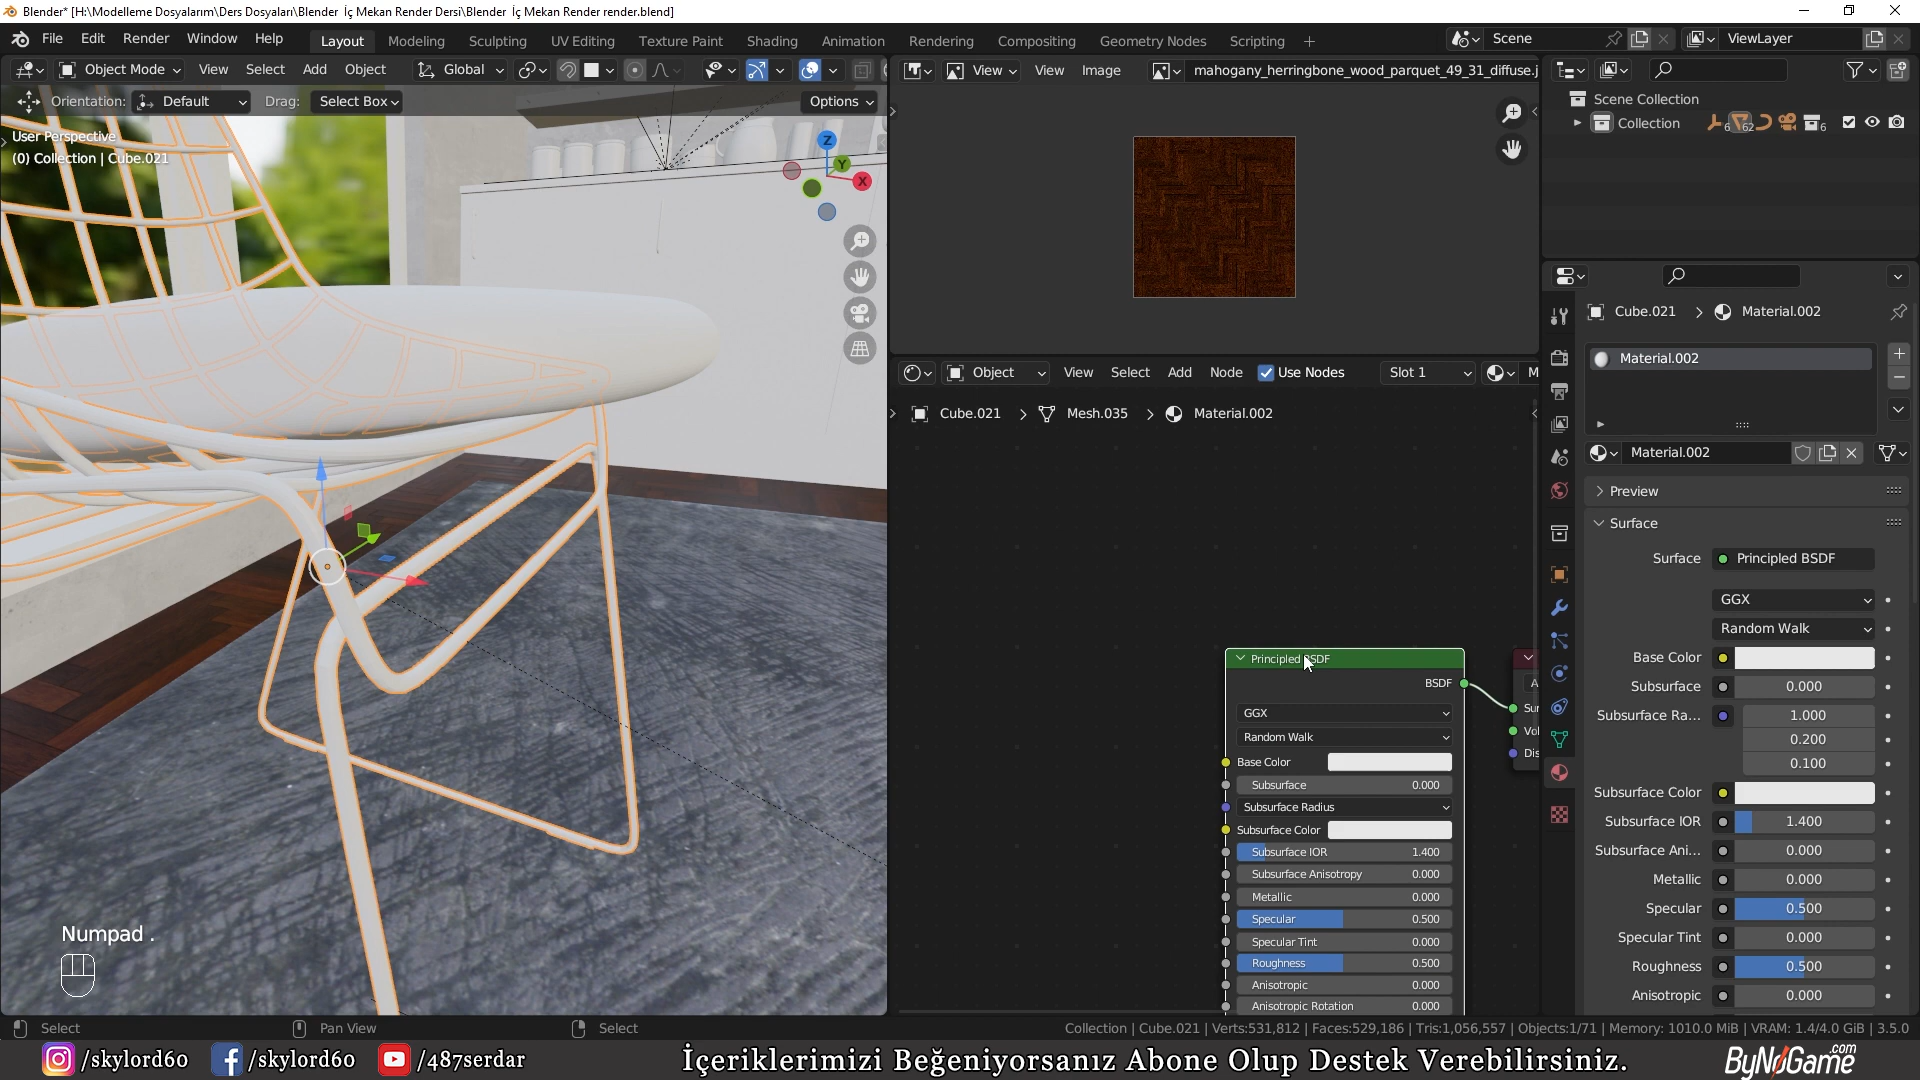 Blender* [H:\Modelleme Dosyalarım\Ders Dosyaları\Blender İç Mekan Render Dersi\Blender İç Mekan Render render.blend]
File Edit Render Window Help Layout Modeling Sculpting UV Editing Texture Paint Shading Animation Rendering Compositing Geometry Nodes Scripting + Scene ViewLayer
Object Mode View Select Add Object Global View View Image mahogany_herringbone_wood_parquet_49_31_diffuse.j
Orientation: Default Drag: Select Box Options
User Perspective
(0) Collection | Cube.021
Z
Y
X
Scene Collection
Collection 6 62 6
Cube.021 > Material.002
Material.002
Object View Select Add Node Use Nodes Slot 1 M
Cube.021 > Mesh.035 > Material.002
Material.002
Preview
Surface
Surface Principled BSDF
GGX
Random Walk
Base Color
Subsurface 0.000
Subsurface Ra... 1.000
0.200
0.100
Subsurface Color
Subsurface IOR 1.400
Subsurface Ani... 0.000
Metallic 0.000
Specular 0.500
Specular Tint 0.000
Roughness 0.500
Anisotropic 0.000
Principled BSDF
BSDF
GGX
Random Walk
Base Color
Subsurface 0.000
Subsurface Radius
Subsurface Color
Subsurface IOR 1.400
Subsurface Anisotropy 0.000
Metallic 0.000
Specular 0.500
Specular Tint 0.000
Roughness 0.500
Anisotropic 0.000
Anisotropic Rotation 0.000
A
Sur
Vol
Dis
Numpad .
Select Pan View Select Collection | Cube.021 | Verts:531,812 | Faces:529,186 | Tris:1,056,557 | Objects:1/71 | Memory: 1010.0 MiB | VRAM: 1.4/4.0 GiB | 3.5.0
/skylord60 /skylord60 /487serdar İçeriklerimizi Beğeniyorsanız Abone Olup Destek Verebilirsiniz. ByNoGame.com